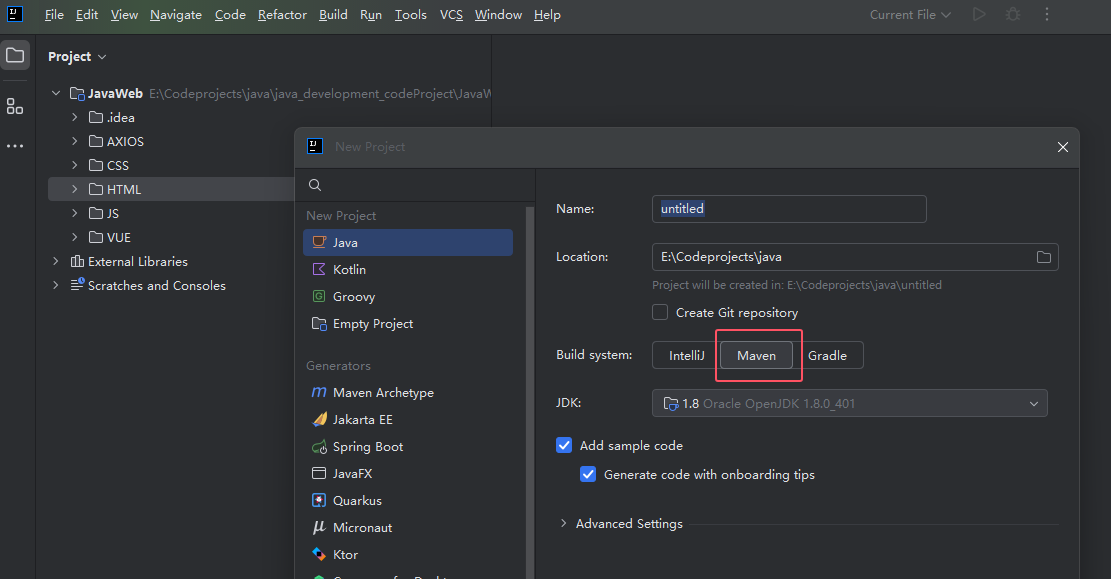 File Edit View Navigate Code Refactor Build Run Tools VCS Window Help Current File
Project
JavaWeb E:\Codeprojects\java\java_development_codeProject\JavaW
.idea
AXIOS
CSS
HTML
JS
VUE
External Libraries
Scratches and Consoles
New Project
New Project
Java
Kotlin
Groovy
Empty Project
Generators
Maven Archetype
Jakarta EE
Spring Boot
JavaFX
Quarkus
Micronaut
Ktor
Name: untitled
Location: E:\Codeprojects\java
Project will be created in: E:\Codeprojects\java\untitled
Create Git repository
Build system: IntelliJ Maven Gradle
JDK: 1.8 Oracle OpenJDK 1.8.0_401
Add sample code
Generate code with onboarding tips
Advanced Settings